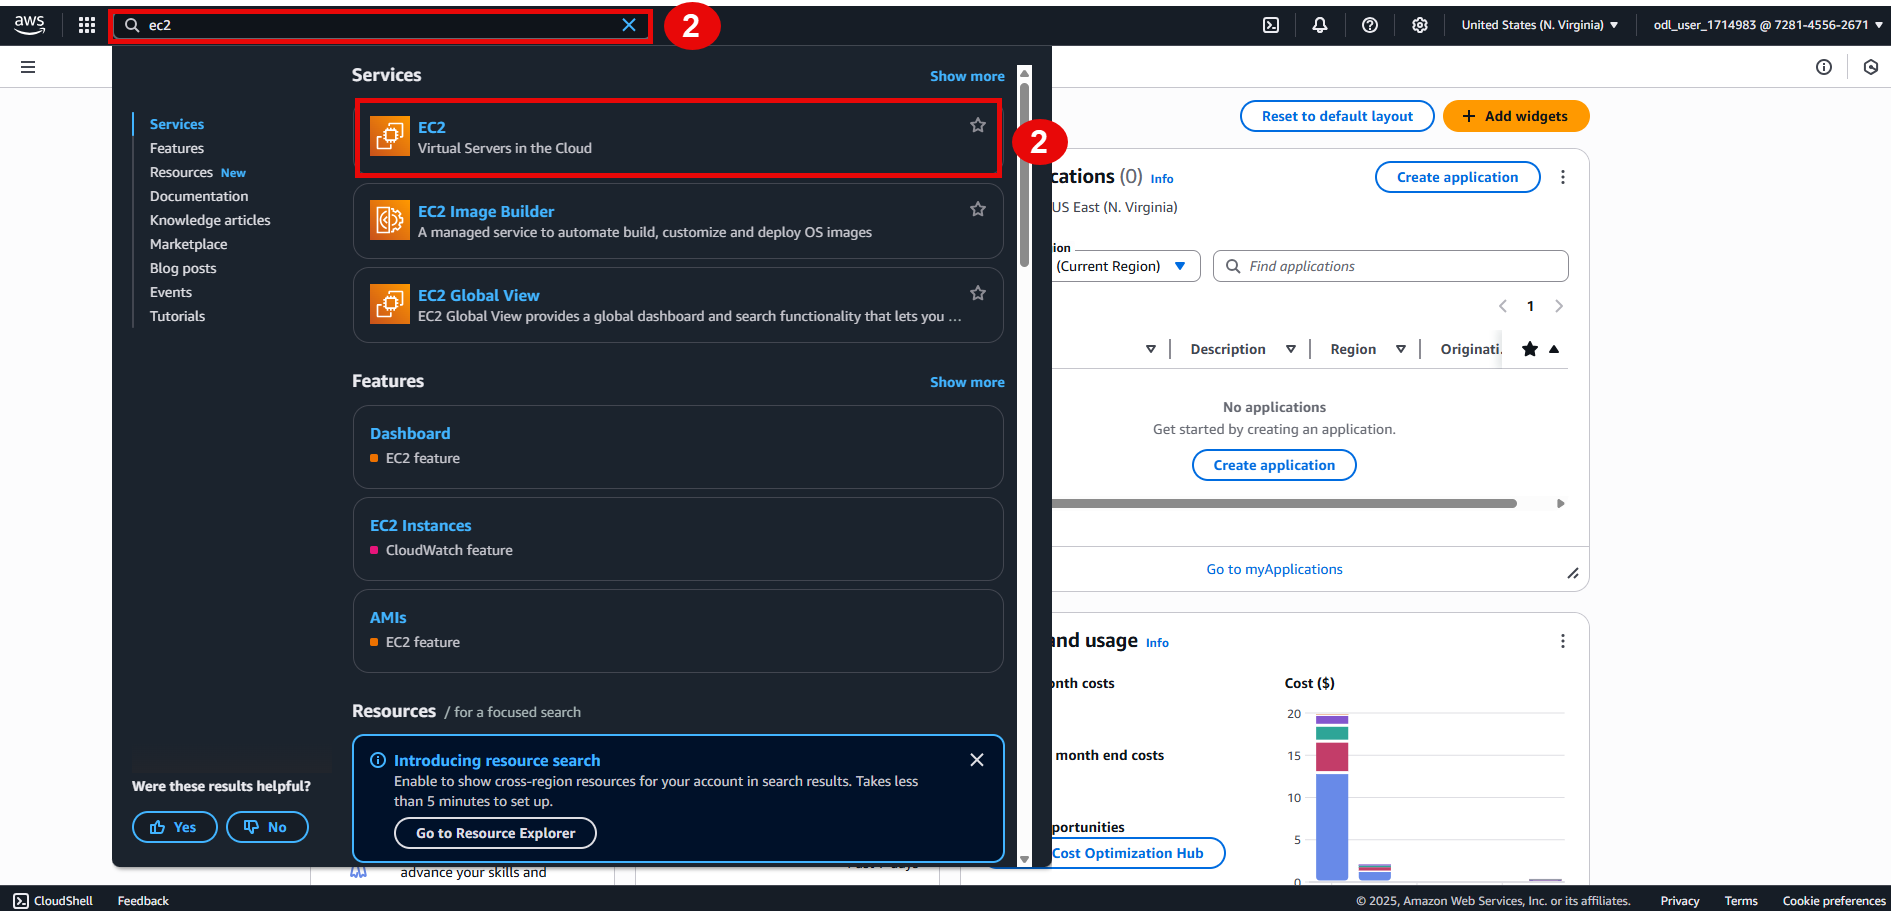 aws
ec2
2
United States (N. Virginia)
odl_user_1714983 @ 7281-4556-2671
Services
Features
Resources New
Documentation
Knowledge articles
Marketplace
Blog posts
Events
Tutorials
Were these results helpful?
Yes
No
Services
Show more
EC2
Virtual Servers in the Cloud
2
EC2 Image Builder
A managed service to automate build, customize and deploy OS images
EC2 Global View
EC2 Global View provides a global dashboard and search functionality that lets you ...
Features
Show more
Dashboard
EC2 feature
EC2 Instances
CloudWatch feature
AMIs
EC2 feature
Resources / for a focused search
Introducing resource search
Enable to show cross-region resources for your account in search results. Takes less
than 5 minutes to set up.
Go to Resource Explorer
advance your skills and
Reset to default layout
Add widgets
cations (0) Info
Create application
US East (N. Virginia)
ion
(Current Region)
Find applications
1
Description
Region
Originati.
No applications
Get started by creating an application.
Create application
Go to myApplications
and usage Info
onth costs
Cost ($)
month end costs
portunities
Cost Optimization Hub
20
15
10
5
0
CloudShell
Feedback
© 2025, Amazon Web Services, Inc. or its affiliates.
Privacy
Terms
Cookie preferences